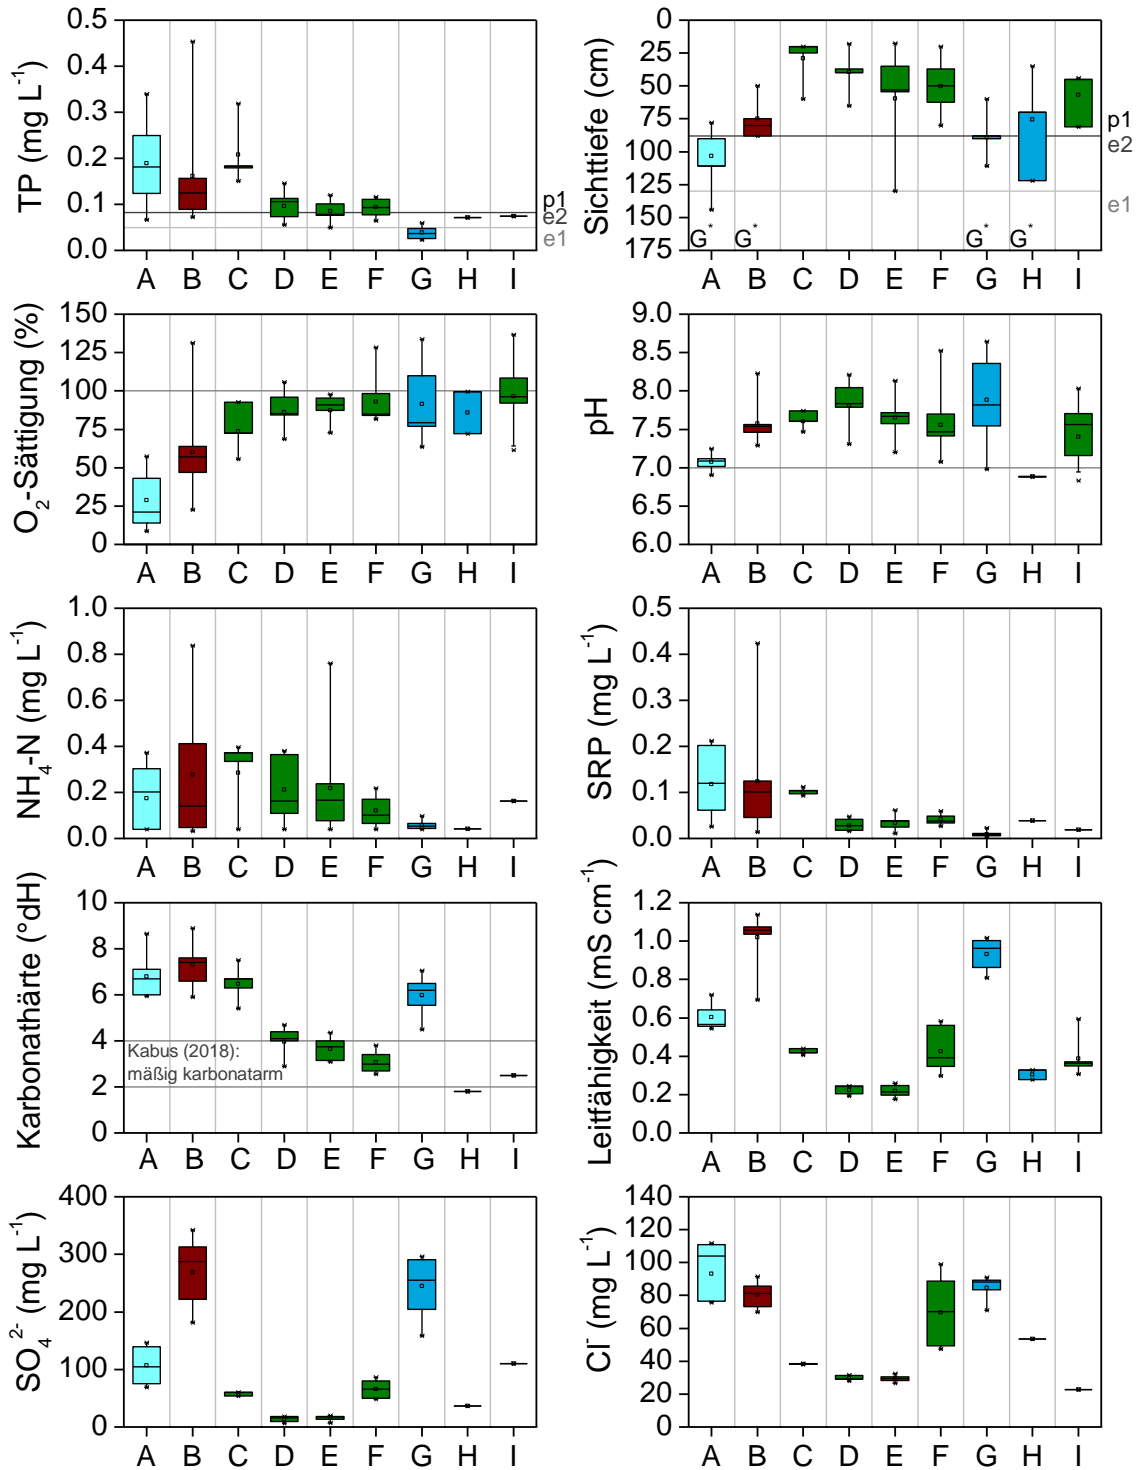 TP (mg L⁻¹)
0.5
0.4
0.3
0.2
0.1
0.0
p1
e2
e1
A B C D E F G H I
Sichttiefe (cm)
0
25
50
75
100
125
150
175
p1
e2
e1
G* G* G* G*
A B C D E F G H I
O₂-Sättigung (%)
150
125
100
75
50
25
0
A B C D E F G H I
pH
9.0
8.5
8.0
7.5
7.0
6.5
6.0
A B C D E F G H I
NH₄-N (mg L⁻¹)
1.0
0.8
0.6
0.4
0.2
0.0
A B C D E F G H I
SRP (mg L⁻¹)
0.5
0.4
0.3
0.2
0.1
0.0
A B C D E F G H I
Karbonathärte (°dH)
10
8
6
4
2
0
Kabus (2018):
mäßig karbonatarm
A B C D E F G H I
Leitfähigkeit (mS cm⁻¹)
1.2
1.0
0.8
0.6
0.4
0.2
0.0
A B C D E F G H I
SO₄²⁻ (mg L⁻¹)
400
300
200
100
0
A B C D E F G H I
Cl⁻ (mg L⁻¹)
140
120
100
80
60
40
20
0
A B C D E F G H I